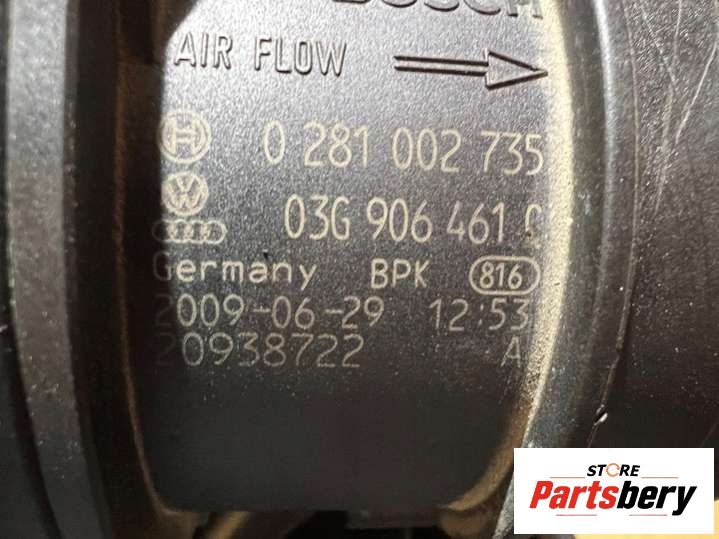 BOSCH
AIR FLOW
0 281 002 735
03G 906 461
Germany BPK 816
2009-06-29 12:53
20938722 A
STORE
Partsbery